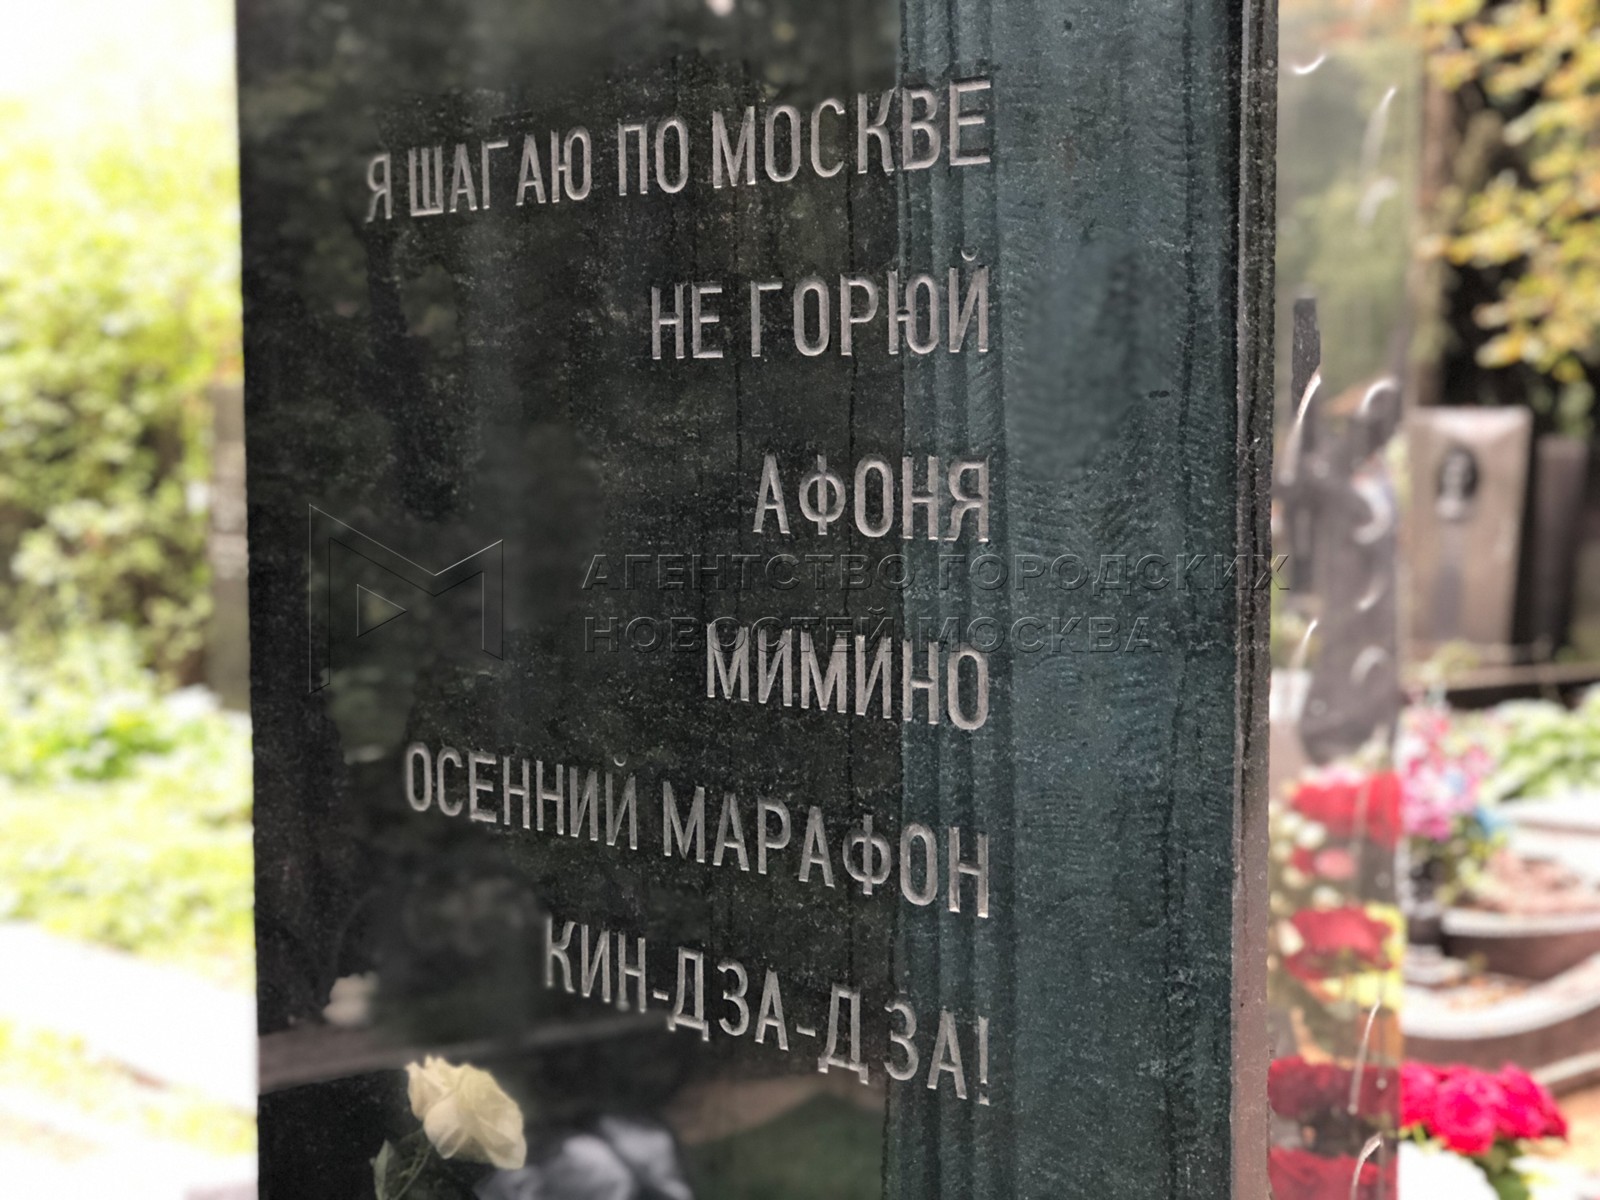 Я ШАГАЮ ПО МОСКВЕ
НЕ ГОРЮЙ
АФОНЯ
АГЕНТСТВО ГОРОДСКИХ
НОВОСТЕЙ МОСКВА
МИМИНО
ОСЕННИЙ МАРАФОН
КИН-ДЗА-ДЗА!